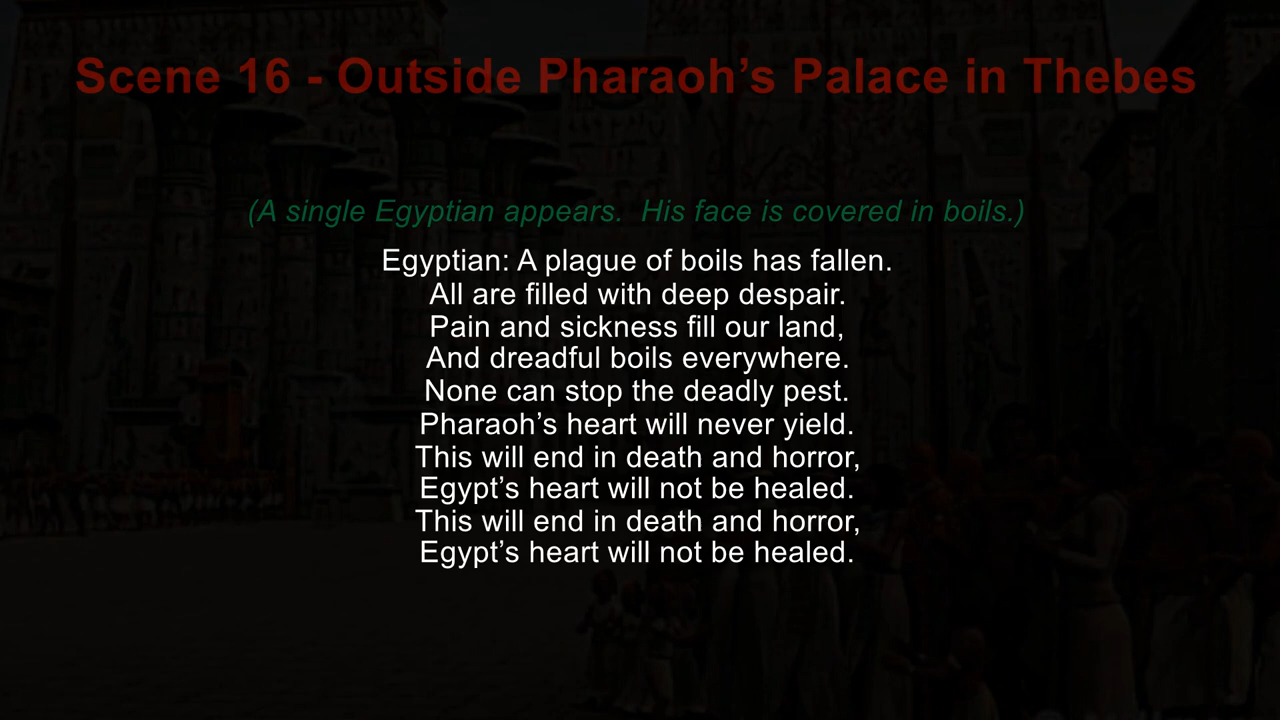 Scene 16 - Outside Pharaoh’s Palace in Thebes
(A single Egyptian appears.  His face is covered in boils.)
Egyptian: A plague of boils has fallen.
All are filled with deep despair.
Pain and sickness fill our land,
And dreadful boils everywhere.
None can stop the deadly pest.
Pharaoh’s heart will never yield.
This will end in death and horror,
Egypt’s heart will not be healed.
This will end in death and horror,
Egypt’s heart will not be healed.